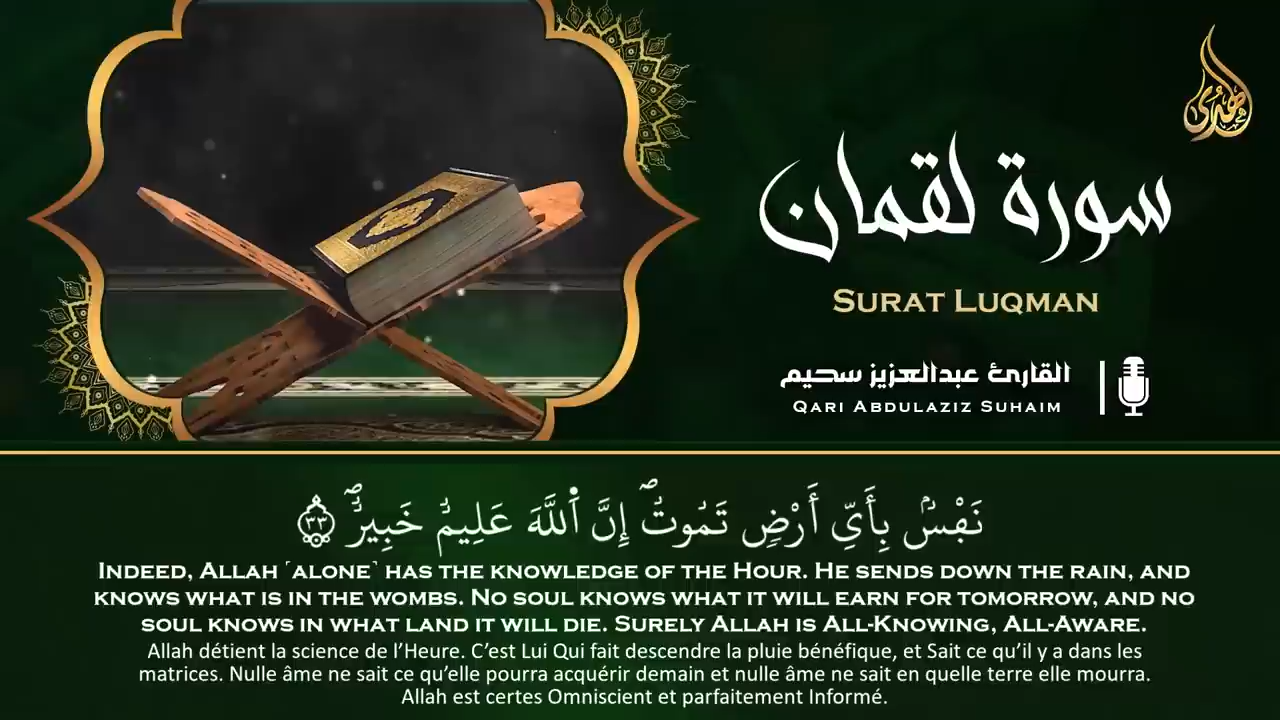 الهدى
سورة لقمان
SURAT LUQMAN
القارئ عبدالعزيز سحيم
QARI ABDULAZIZ SUHAIM
نَفْسٌۢ بِأَيِّ أَرْضٍۢ تَمُوتُ ۚ إِنَّ ٱللَّهَ عَلِيمٌ خَبِيرٌۢ ٣٣
INDEED, ALLAH ˹ALONE˺ HAS THE KNOWLEDGE OF THE HOUR. HE SENDS DOWN THE RAIN, AND
KNOWS WHAT IS IN THE WOMBS. NO SOUL KNOWS WHAT IT WILL EARN FOR TOMORROW, AND NO
SOUL KNOWS IN WHAT LAND IT WILL DIE. SURELY ALLAH IS ALL-KNOWING, ALL-AWARE.
Allah détient la science de l’Heure. C’est Lui Qui fait descendre la pluie bénéfique, et Sait ce qu’il y a dans les
matrices. Nulle âme ne sait ce qu’elle pourra acquérir demain et nulle âme ne sait en quelle terre elle mourra.
Allah est certes Omniscient et parfaitement Informé.